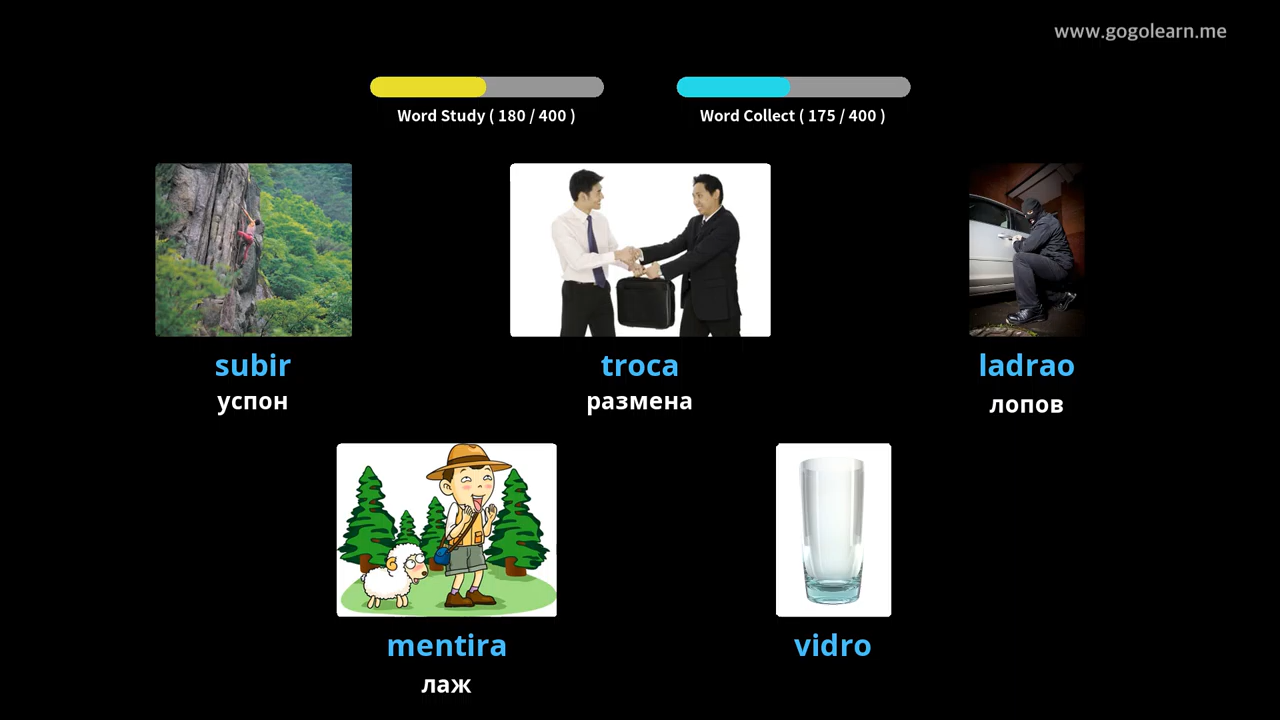 www.gogolearn.me
Word Study ( 180 / 400 )
Word Collect ( 175 / 400 )
subir
успон
troca
размена
ladrao
лопов
mentira
лаж
vidro